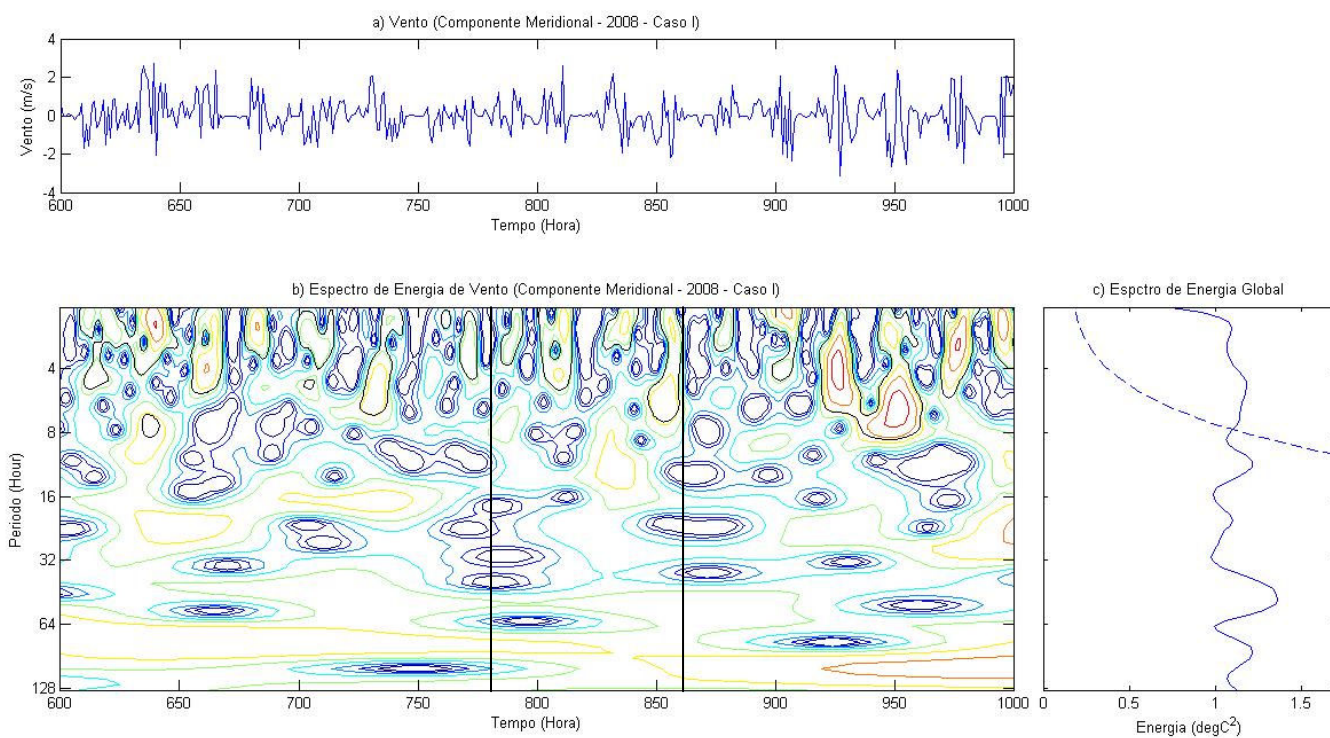 a) Vento (Componente Meridional - 2008 - Caso I)
4
2
0
-2
-4
Vento (m/s)
600 650 700 750 800 850 900 950 1000
Tempo (Hora)
b) Espectro de Energia de Vento (Componente Meridional - 2008 - Caso I)
c) Espctro de Energia Global
4
8
16
32
64
128
Período (Hour)
600 650 700 750 800 850 900 950 1000
Tempo (Hora)
0 0.5 1 1.5
Energia (degC²)